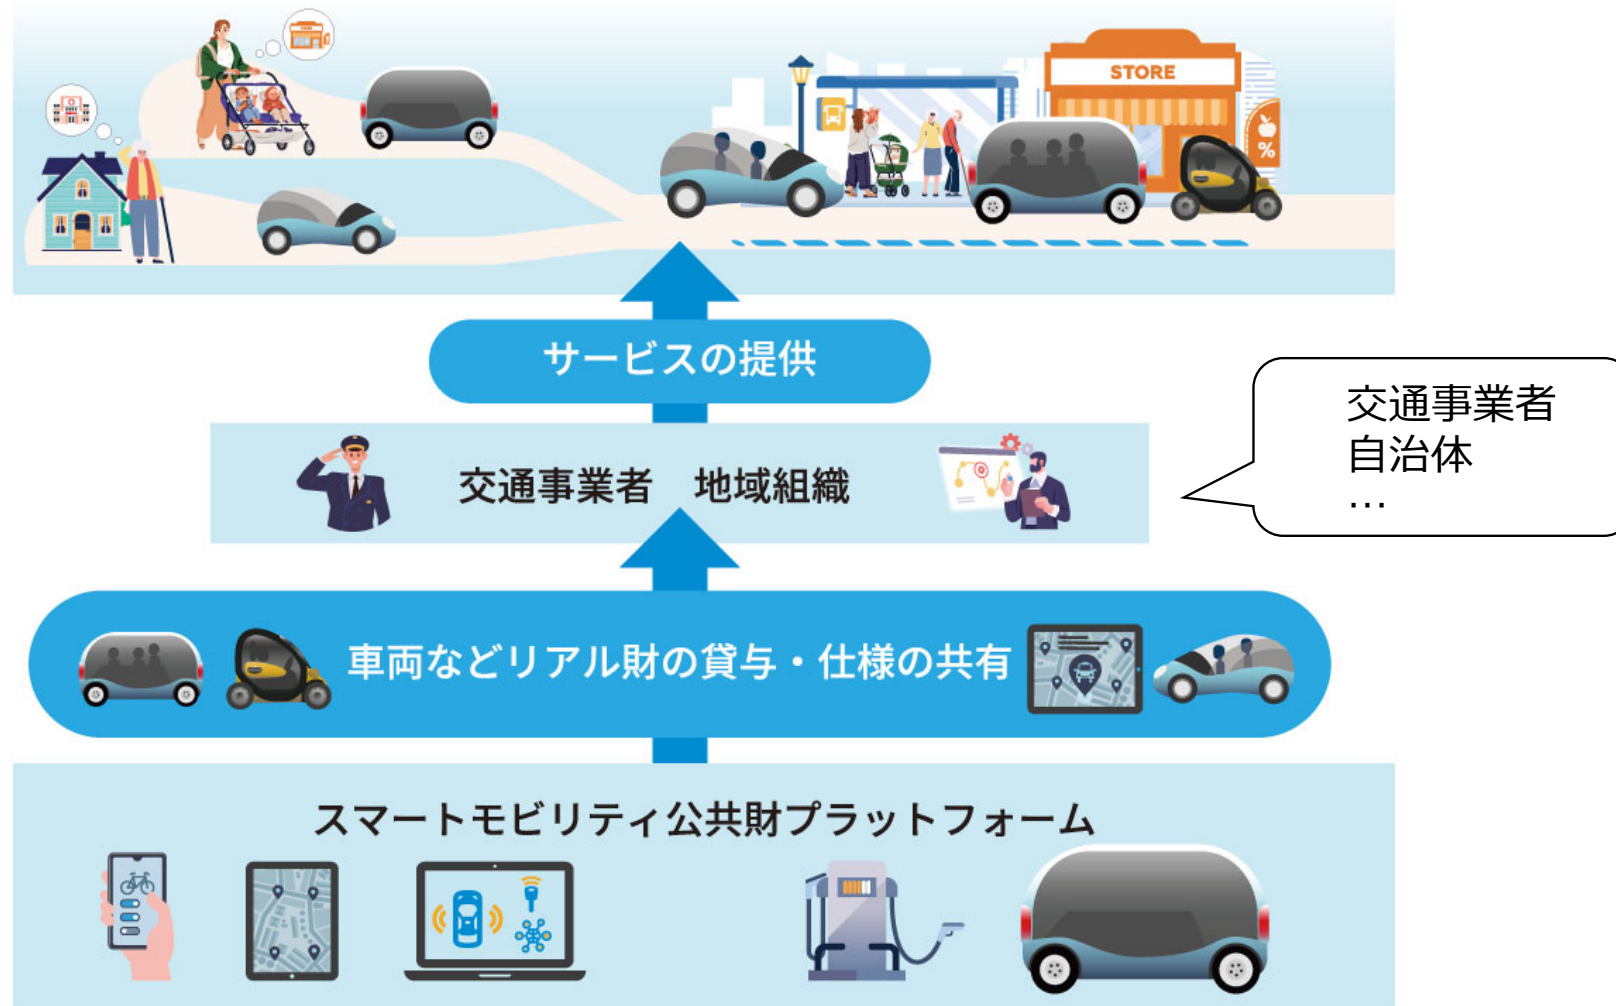 STORE
%
サービスの提供
交通事業者　地域組織
交通事業者
自治体
…
車両などリアル財の貸与・仕様の共有
スマートモビリティ公共財プラットフォーム